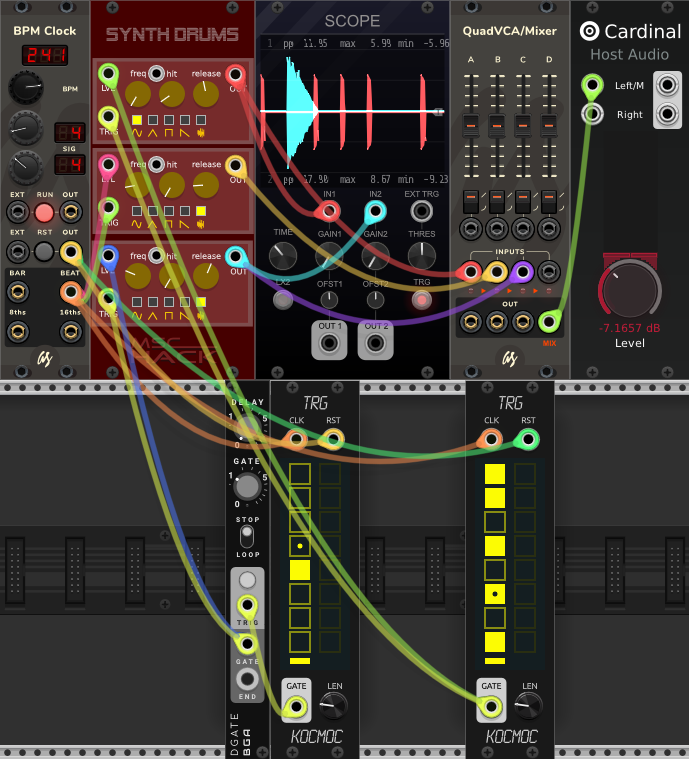 BPM Clock
241
BPM
4
SIG
4
EXT RUN OUT
EXT RST OUT
BAR BEAT
8ths 16ths
SYNTH DRUMS
freq hit release
LVL OUT
TRIG
freq hit release
LVL OUT
TRIG
freq hit release
LVL OUT
TRIG
MSC
HACK
SCOPE
1 pp 11.95 max 5.99 min -5.96
2 pp 17.90 max 8.67 min -9.23
IN1 IN2 EXT TRG
TIME GAIN1 GAIN2 THRES
1X2 OFST1 OFST2 TRG
OUT 1 OUT 2
QuadVCA/Mixer
A B C D
INPUTS
OUT
MIX
Cardinal
Host Audio
Left/M
Right
-7.1657 dB
Level
DELAY
1 5
0
GATE
1 5
0
STOP
LOOP
TRIG
GATE
END
DGATE
BGA
TRG
CLK RST
GATE LEN
KOCMOC
TRG
CLK RST
GATE LEN
KOCMOC